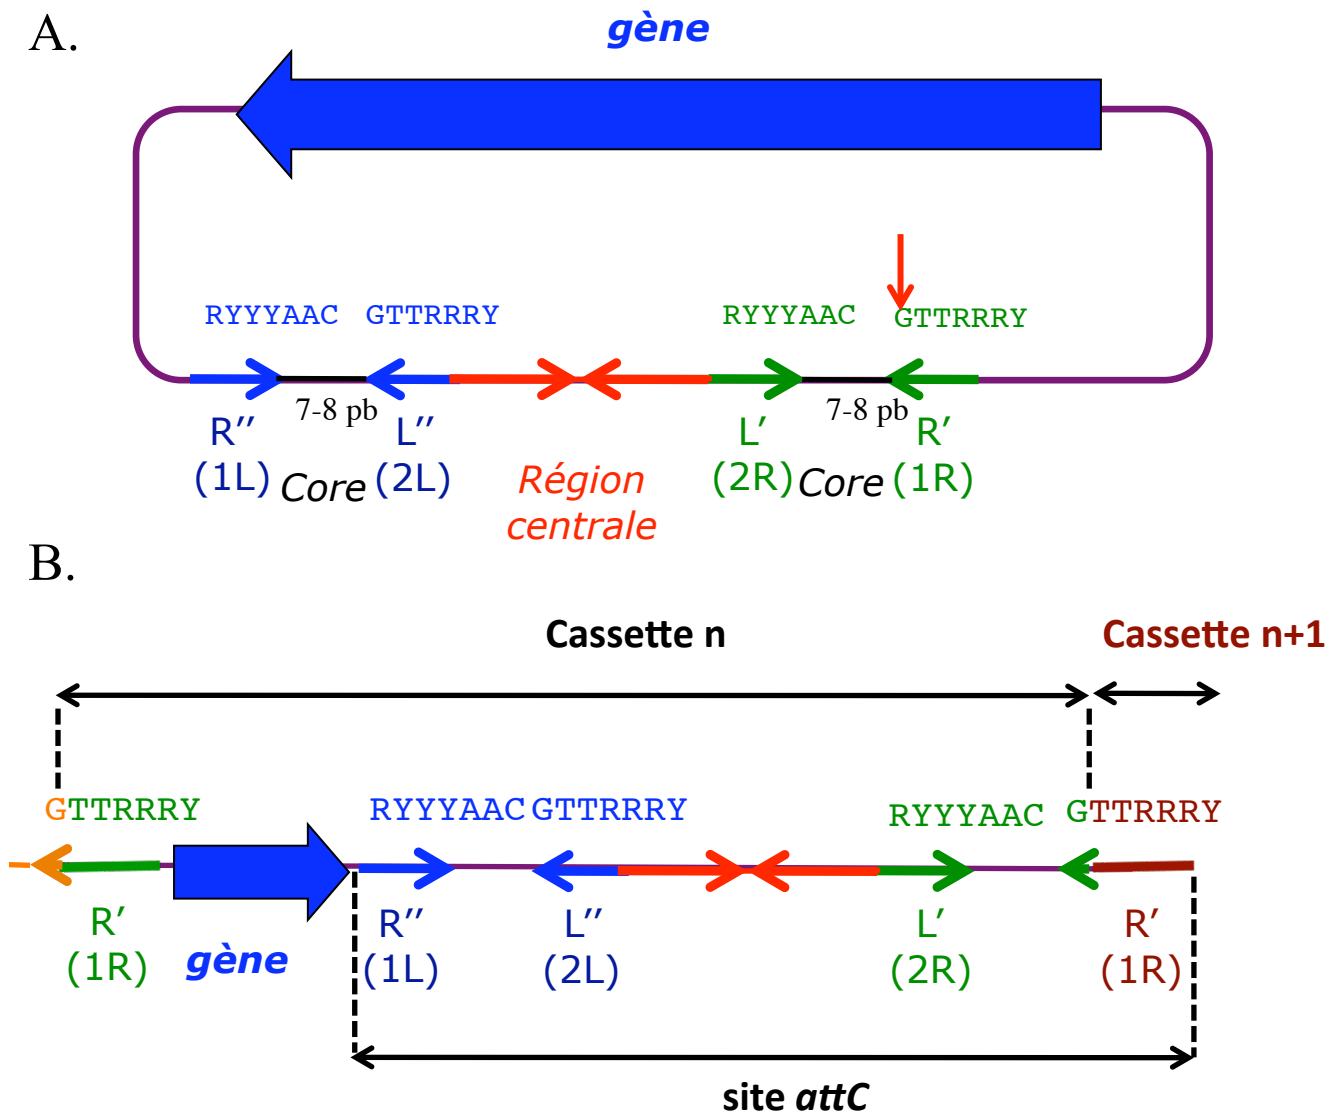 A.
gène
RYYYAAC GTTRRRY RYYYAAC GTTRRRY
7-8 pb 7-8 pb
R'' L'' L' R'
(1L) Core (2L) Région (2R) Core (1R)
centrale
B.
Cassette n Cassette n+1
GTTRRRY RYYYAAC GTTRRRY RYYYAAC GTTRRRY
R' R'' L'' L' R'
(1R) gène (1L) (2L) (2R) (1R)
site attC